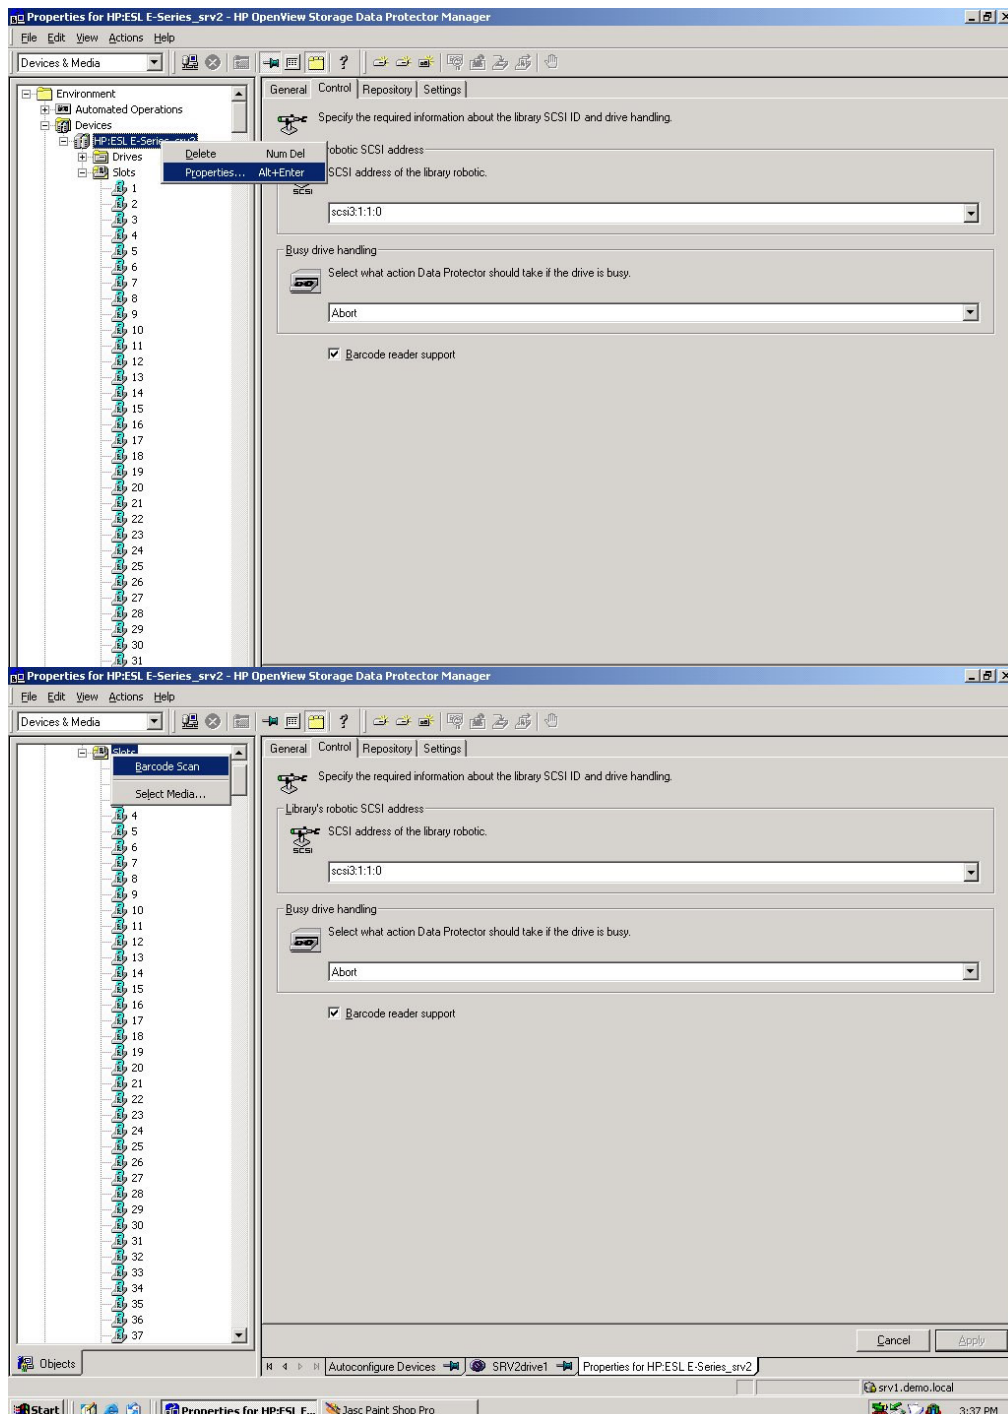 Properties for HP:ESL E-Series_srv2 - HP OpenView Storage Data Protector Manager
File Edit View Actions Help
Devices & Media
Environment
Automated Operations
Devices
HP:ESL E-Series_srv2
Drives
Slots
1
2
3
4
5
6
7
8
9
10
11
12
13
14
15
16
17
18
19
20
21
22
23
24
25
26
27
28
29
30
31
Delete Num Del
Properties... Alt+Enter
General Control Repository Settings
Specify the required information about the library SCSI ID and drive handling.
robotic SCSI address
SCSI address of the library robotic.
SCSI
scsi3:1:1:0
Busy drive handling
Select what action Data Protector should take if the drive is busy.
Abort
Barcode reader support
Properties for HP:ESL E-Series_srv2 - HP OpenView Storage Data Protector Manager
File Edit View Actions Help
Devices & Media
Slots
Barcode Scan
Select Media...
4
5
6
7
8
9
10
11
12
13
14
15
16
17
18
19
20
21
22
23
24
25
26
27
28
29
30
31
32
33
34
35
36
37
Objects
General Control Repository Settings
Specify the required information about the library SCSI ID and drive handling.
Library's robotic SCSI address
SCSI address of the library robotic.
SCSI
scsi3:1:1:0
Busy drive handling
Select what action Data Protector should take if the drive is busy.
Abort
Barcode reader support
Cancel Apply
Autoconfigure Devices SRV2drive1 Properties for HP:ESL E-Series_srv2
srv1.demo.local
Start Properties for HP:ESL E... Jasc Paint Shop Pro 3:37 PM